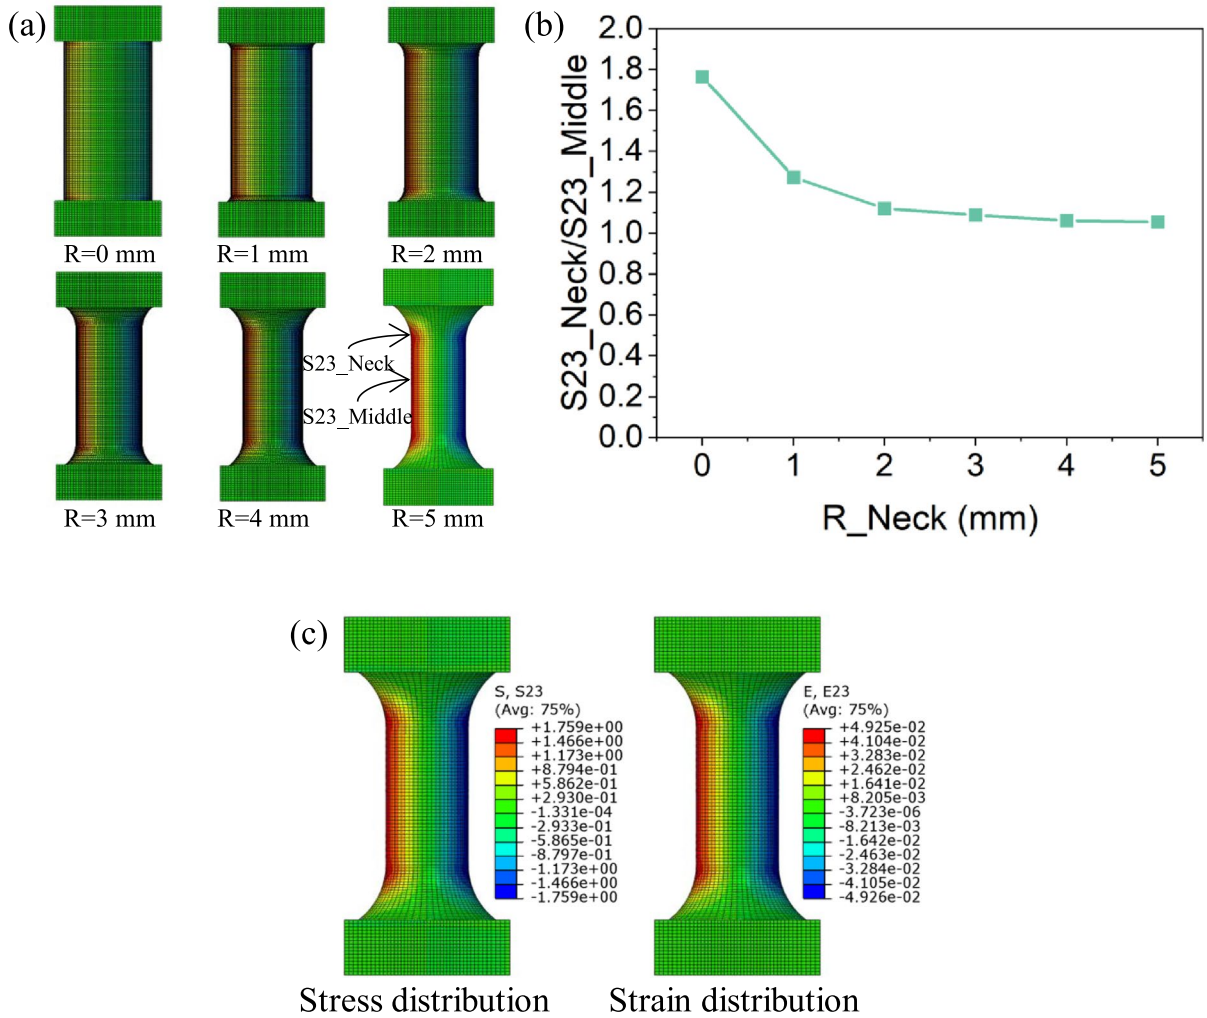 (a)
R=0 mm
R=1 mm
R=2 mm
S23_Neck
S23_Middle
R=3 mm
R=4 mm
R=5 mm
(b)
S23_Neck/S23_Middle
2.0
1.8
1.6
1.4
1.2
1.0
0.8
0.6
0.4
0.2
0.0
0 1 2 3 4 5
R_Neck (mm)
(c)
S, S23
(Avg: 75%)
+1.759e+00
+1.466e+00
+1.173e+00
+8.794e-01
+5.862e-01
+2.930e-01
-1.331e-04
-2.933e-01
-5.865e-01
-8.797e-01
-1.173e+00
-1.466e+00
-1.759e+00
Stress distribution
E, E23
(Avg: 75%)
+4.925e-02
+4.104e-02
+3.283e-02
+2.462e-02
+1.641e-02
+8.205e-03
-3.723e-06
-8.213e-03
-1.642e-02
-2.463e-02
-3.284e-02
-4.105e-02
-4.926e-02
Strain distribution